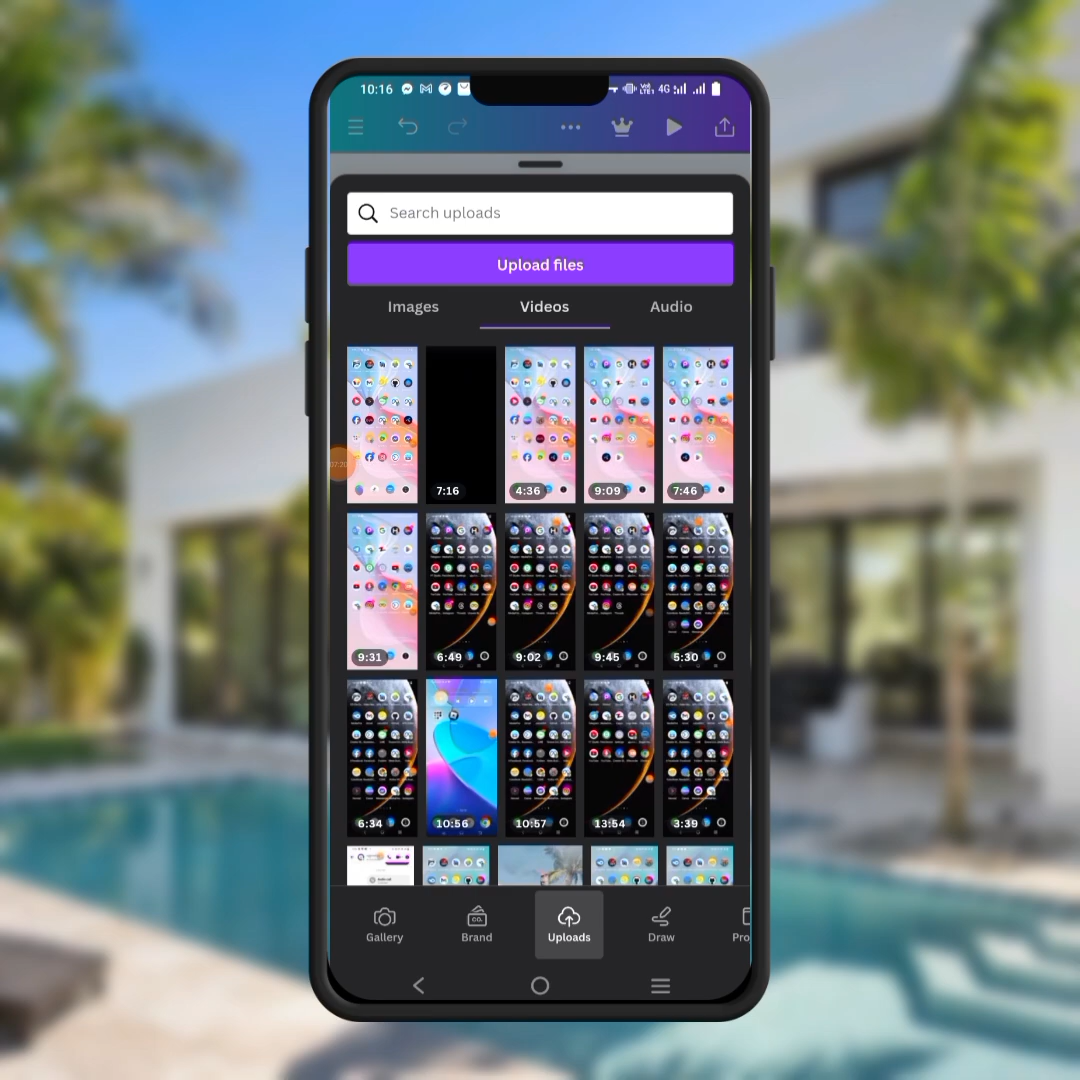 10:16 4G
Search uploads
Upload files
Images Videos Audio
7:16 4:36 9:09 7:46
9:31 6:49 9:02 9:45 5:30
6:34 10:56 10:57 13:54 3:39
CO.
Gallery Brand Uploads Draw Pro